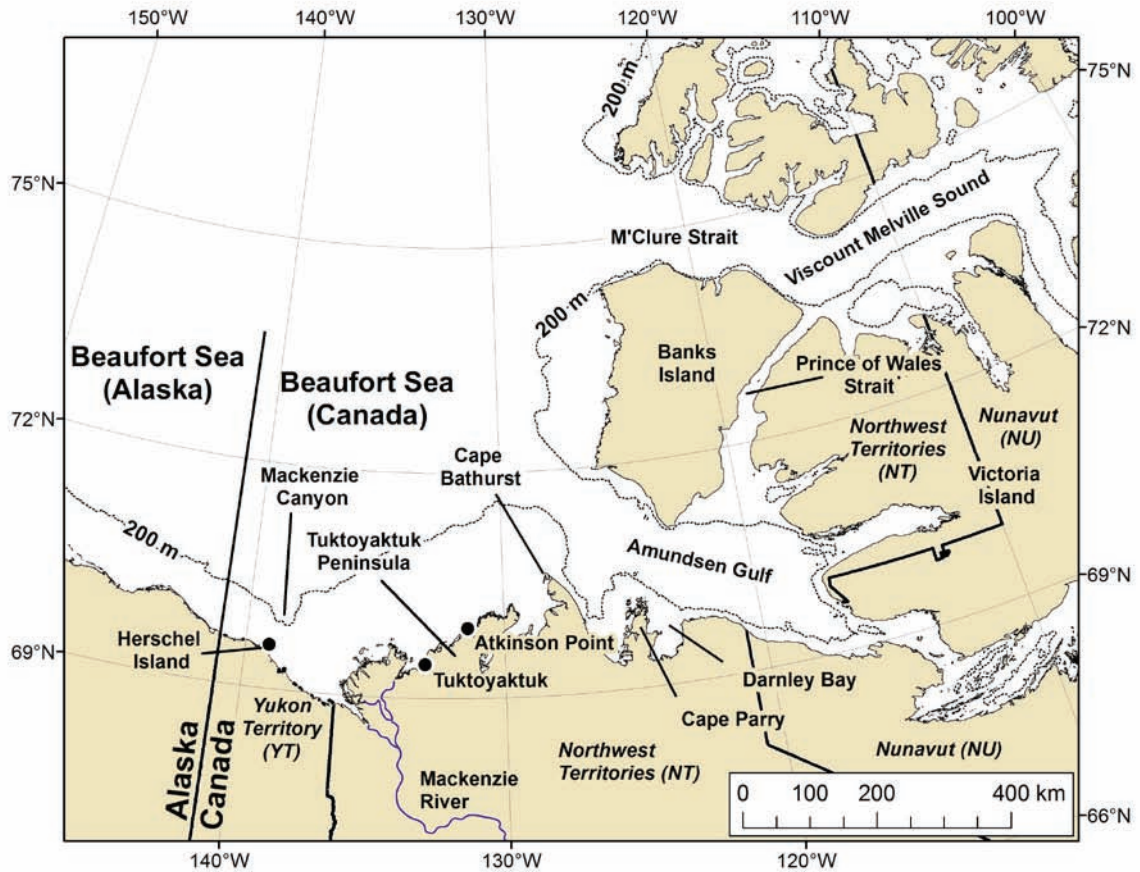 150°W
140°W
130°W
120°W
110°W
100°W
75°N
200 m
75°N
M'Clure Strait
Viscount Melville Sound
200 m
72°N
Beaufort Sea
(Alaska)
Beaufort Sea
(Canada)
Banks
Island
Prince of Wales
Strait
Northwest
Territories
(NT)
Nunavut
(NU)
72°N
Cape
Bathurst
Mackenzie
Canyon
Victoria
Island
200 m
Tuktoyaktuk
Peninsula
Amundsen Gulf
69°N
Herschel
Island
Atkinson Point
69°N
Tuktoyaktuk
Darnley Bay
Yukon
Territory
(YT)
Cape Parry
Alaska
Canada
Northwest
Territories (NT)
Nunavut (NU)
Mackenzie
River
0 100 200 400 km
66°N
140°W
130°W
120°W